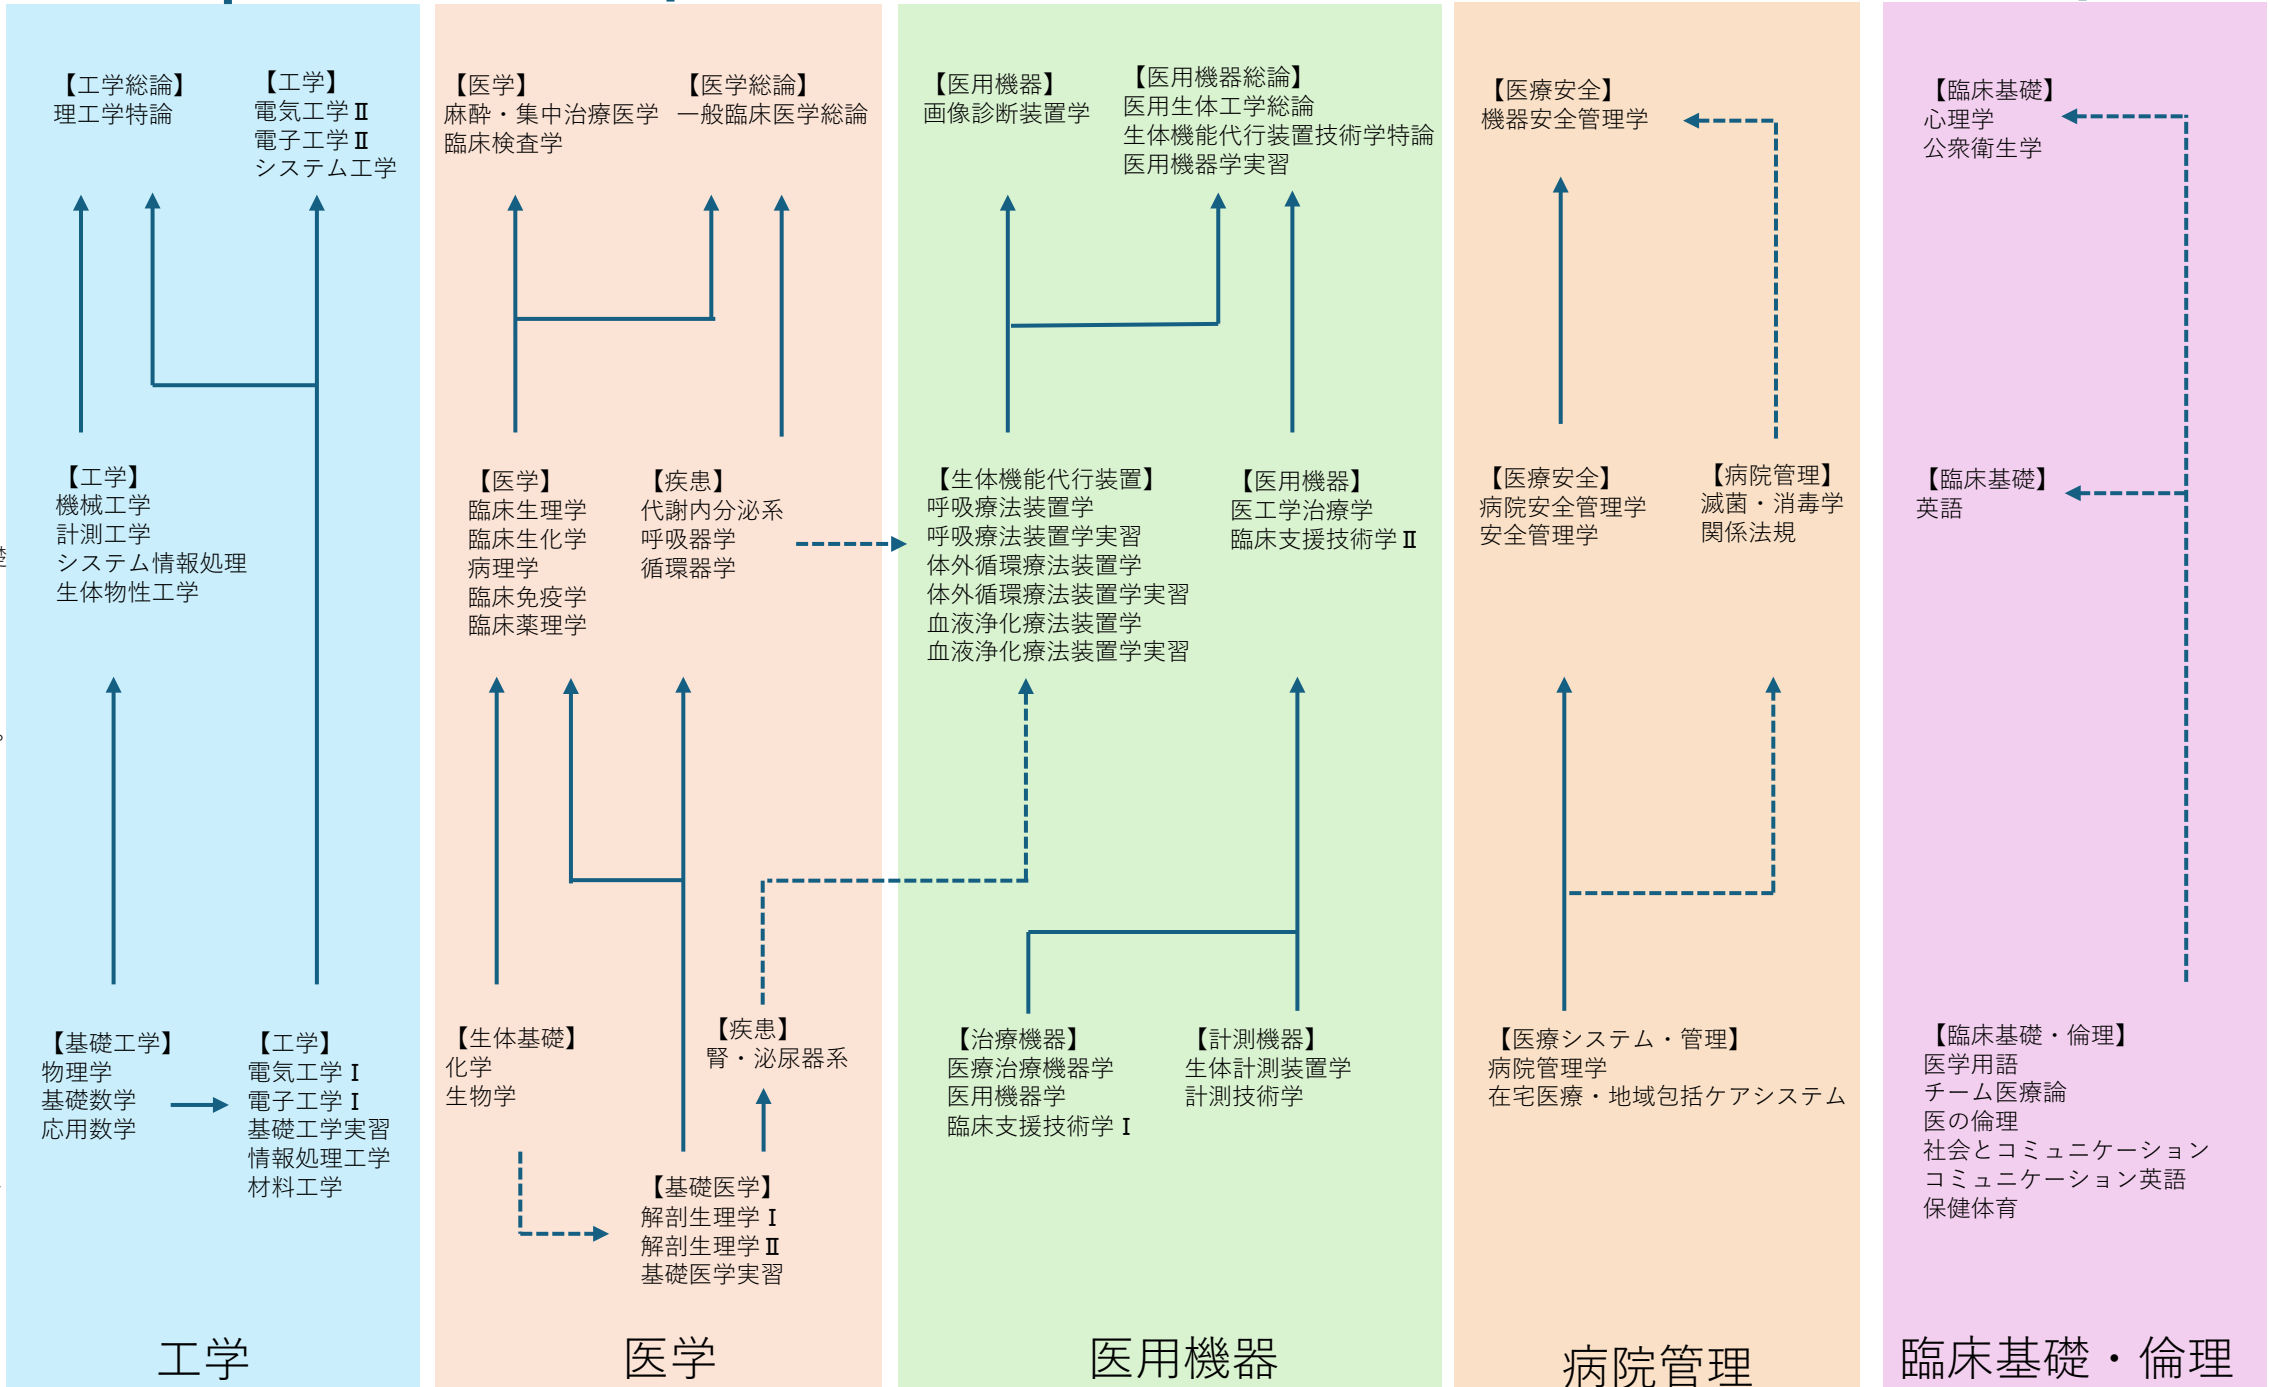 【工学総論】
理工学特論
【工学】
電気工学Ⅱ
電子工学Ⅱ
システム工学
【工学】
機械工学
計測工学
システム情報処理
生体物性工学
【基礎工学】
物理学
基礎数学
応用数学
【工学】
電気工学Ⅰ
電子工学Ⅰ
基礎工学実習
情報処理工学
材料工学
工学
【医学】
麻酔・集中治療医学
臨床検査学
【医学総論】
一般臨床医学総論
【医学】
臨床生理学
臨床生化学
病理学
臨床免疫学
臨床薬理学
【疾患】
代謝内分泌系
呼吸器学
循環器学
【生体基礎】
化学
生物学
【疾患】
腎・泌尿器系
【基礎医学】
解剖生理学Ⅰ
解剖生理学Ⅱ
基礎医学実習
医学
【医用機器】
画像診断装置学
【医用機器総論】
医用生体工学総論
生体機能代行装置技術学特論
医用機器学実習
【生体機能代行装置】
呼吸療法装置学
呼吸療法装置学実習
体外循環療法装置学
体外循環療法装置学実習
血液浄化療法装置学
血液浄化療法装置学実習
【医用機器】
医工学治療学
臨床支援技術学Ⅱ
【治療機器】
医療治療機器学
医用機器学
臨床支援技術学Ⅰ
【計測機器】
生体計測装置学
計測技術学
医用機器
【医療安全】
機器安全管理学
【医療安全】
病院安全管理学
安全管理学
【病院管理】
滅菌・消毒学
関係法規
【医療システム・管理】
病院管理学
在宅医療・地域包括ケアシステム
病院管理
【臨床基礎】
心理学
公衆衛生学
【臨床基礎】
英語
【臨床基礎・倫理】
医学用語
チーム医療論
医の倫理
社会とコミュニケーション
コミュニケーション英語
保健体育
臨床基礎・倫理